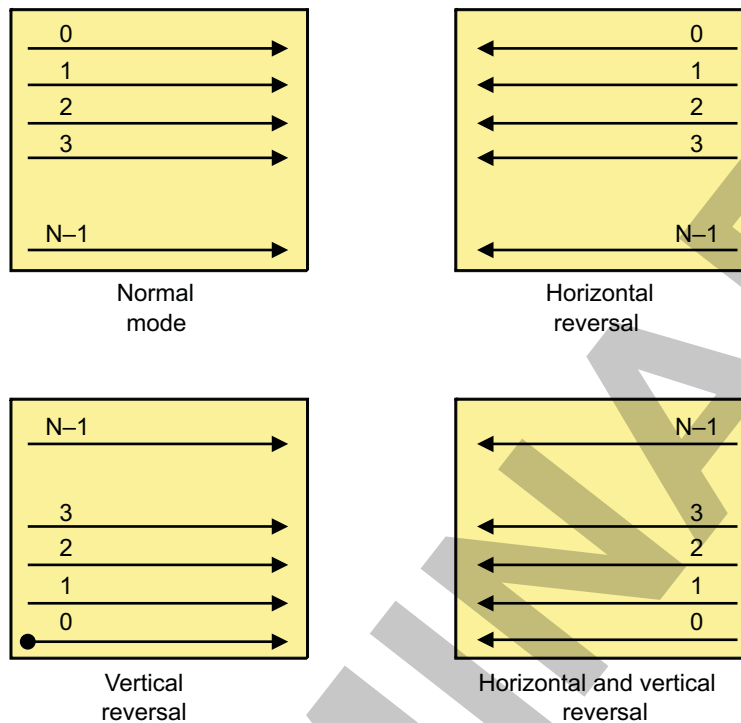 0
1
2
3
N–1
Normal
mode
0
1
2
3
N–1
Horizontal
reversal
N–1
3
2
1
0
Vertical
reversal
N–1
3
2
1
0
Horizontal and vertical
reversal